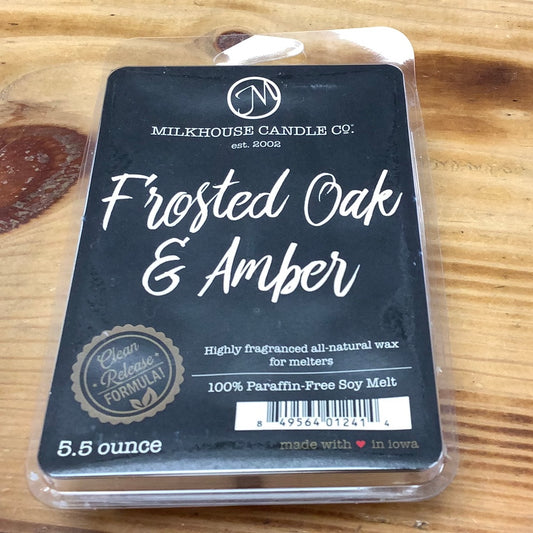 M
MILKHOUSE CANDLE CO.™
est. 2002
Frosted Oak
& Amber
Highly fragranced all-natural wax
for melters
100% Paraffin-Free Soy Melt
Clean
Release
FORMULA!
8 49564 01241 4
5.5 ounce
made with ♥ in iowa